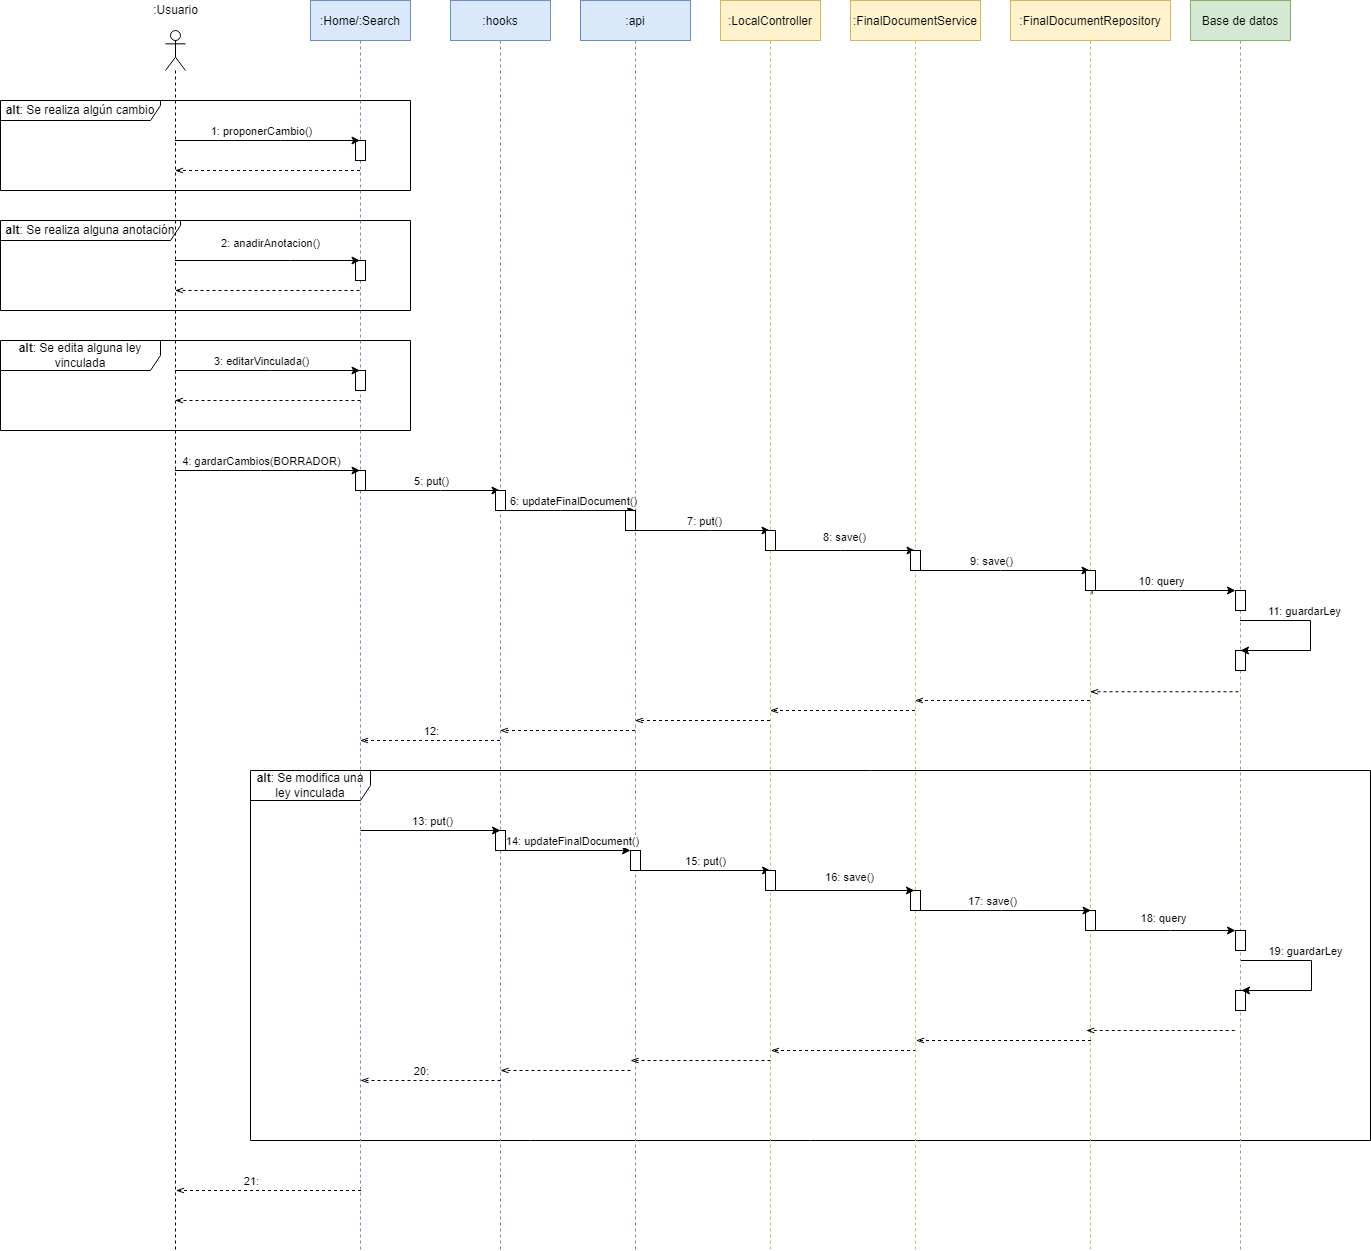 :Usuario
:Home/:Search
:hooks
:api
:LocalController
:FinalDocumentService
:FinalDocumentRepository
Base de datos
alt: Se realiza algún cambio
1: proponerCambio()
alt: Se realiza alguna anotación
2: anadirAnotacion()
alt: Se edita alguna ley
vinculada
3: editarVinculada()
4: gardarCambios(BORRADOR)
5: put()
6: updateFinalDocument()
7: put()
8: save()
9: save()
10: query
11: guardarLey
12:
alt: Se modifica una
ley vinculada
13: put()
14: updateFinalDocument()
15: put()
16: save()
17: save()
18: query
19: guardarLey
20:
21: